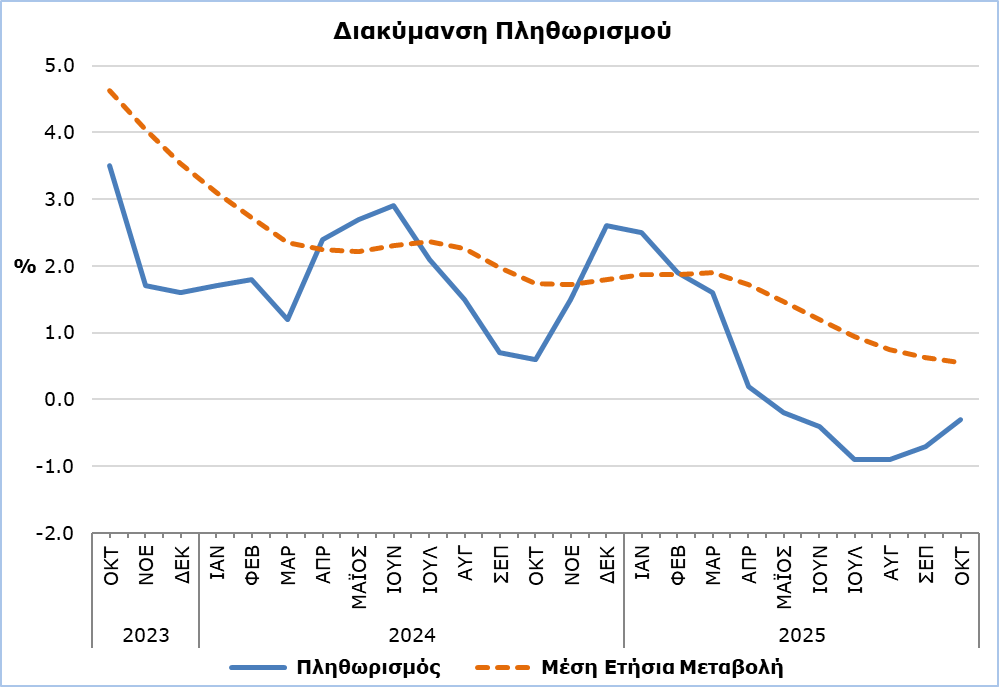 Διακύμανση Πληθωρισμού
5.0
4.0
3.0
2.0
1.0
0.0
-1.0
-2.0
%
ΟΚΤ ΝΟΕ ΔΕΚ ΙΑΝ ΦΕΒ ΜΑΡ ΑΠΡ ΜΑΪΟΣ ΙΟΥΝ ΙΟΥΛ ΑΥΓ ΣΕΠ ΟΚΤ ΝΟΕ ΔΕΚ ΙΑΝ ΦΕΒ ΜΑΡ ΑΠΡ ΜΑΪΟΣ ΙΟΥΝ ΙΟΥΛ ΑΥΓ ΣΕΠ ΟΚΤ
2023 2024 2025
Πληθωρισμός Μέση Ετήσια Μεταβολή